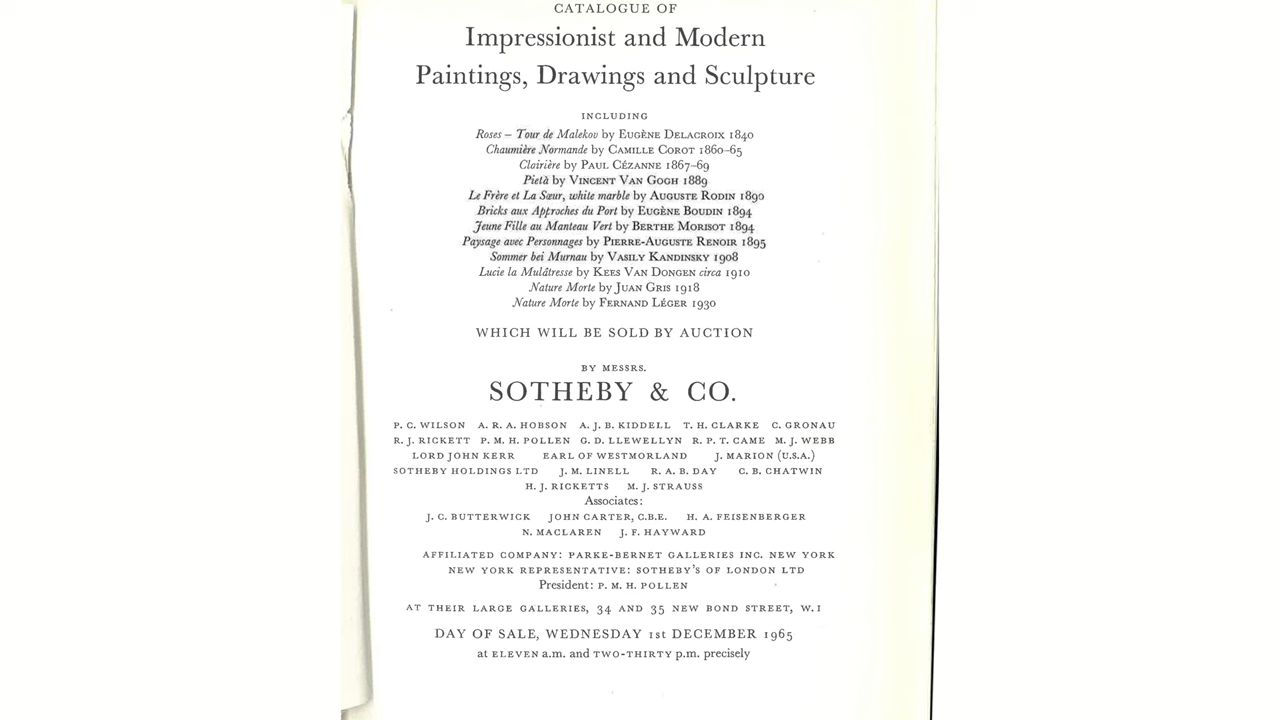 CATALOGUE OF
Impressionist and Modern
Paintings, Drawings and Sculpture
INCLUDING
Roses – Tour de Malekov by EUGÈNE DELACROIX 1840
Chaumière Normande by CAMILLE COROT 1860–65
Clairière by PAUL CÉZANNE 1867–69
Pietà by VINCENT VAN GOGH 1889
Le Frère et La Sœur, white marble by AUGUSTE RODIN 1890
Bricks aux Approches du Port by EUGÈNE BOUDIN 1894
Jeune Fille au Manteau Vert by BERTHE MORISOT 1894
Paysage avec Personnages by PIERRE-AUGUSTE RENOIR 1895
Sommer bei Murnau by VASILY KANDINSKY 1908
Lucie la Mulâtresse by KEES VAN DONGEN circa 1910
Nature Morte by JUAN GRIS 1918
Nature Morte by FERNAND LÉGER 1930
WHICH WILL BE SOLD BY AUCTION
BY MESSRS.
SOTHEBY & CO.
P. C. WILSON A. R. A. HOBSON A. J. B. KIDDELL T. H. CLARKE C. GRONAU
R. J. RICKETT P. M. H. POLLEN G. D. LLEWELLYN R. P. T. CAME M. J. WEBB
LORD JOHN KERR EARL OF WESTMORLAND J. MARION (U.S.A.)
SOTHEBY HOLDINGS LTD J. M. LINELL R. A. B. DAY C. B. CHATWIN
H. J. RICKETTS M. J. STRAUSS
Associates:
J. C. BUTTERWICK JOHN CARTER, C.B.E. H. A. FEISENBERGER
N. MACLAREN J. F. HAYWARD
AFFILIATED COMPANY: PARKE-BERNET GALLERIES INC. NEW YORK
NEW YORK REPRESENTATIVE: SOTHEBY'S OF LONDON LTD
President: P. M. H. POLLEN
AT THEIR LARGE GALLERIES, 34 AND 35 NEW BOND STREET, W.1
DAY OF SALE, WEDNESDAY 1st DECEMBER 1965
at ELEVEN a.m. and TWO-THIRTY p.m. precisely